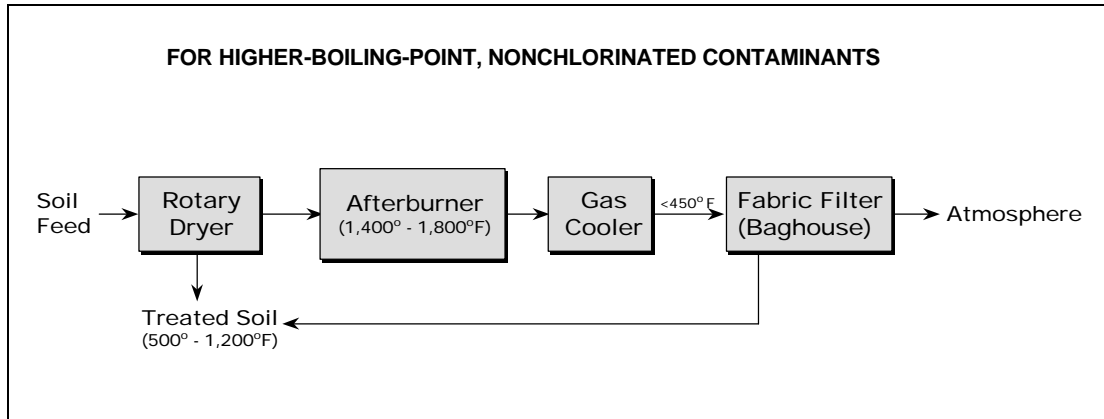 FOR HIGHER-BOILING-POINT, NONCHLORINATED CONTAMINANTS
Soil
Feed
Rotary
Dryer
Afterburner
(1,400° - 1,800°F)
Gas
Cooler
<450° F
Fabric Filter
(Baghouse)
Atmosphere
Treated Soil
(500° - 1,200°F)